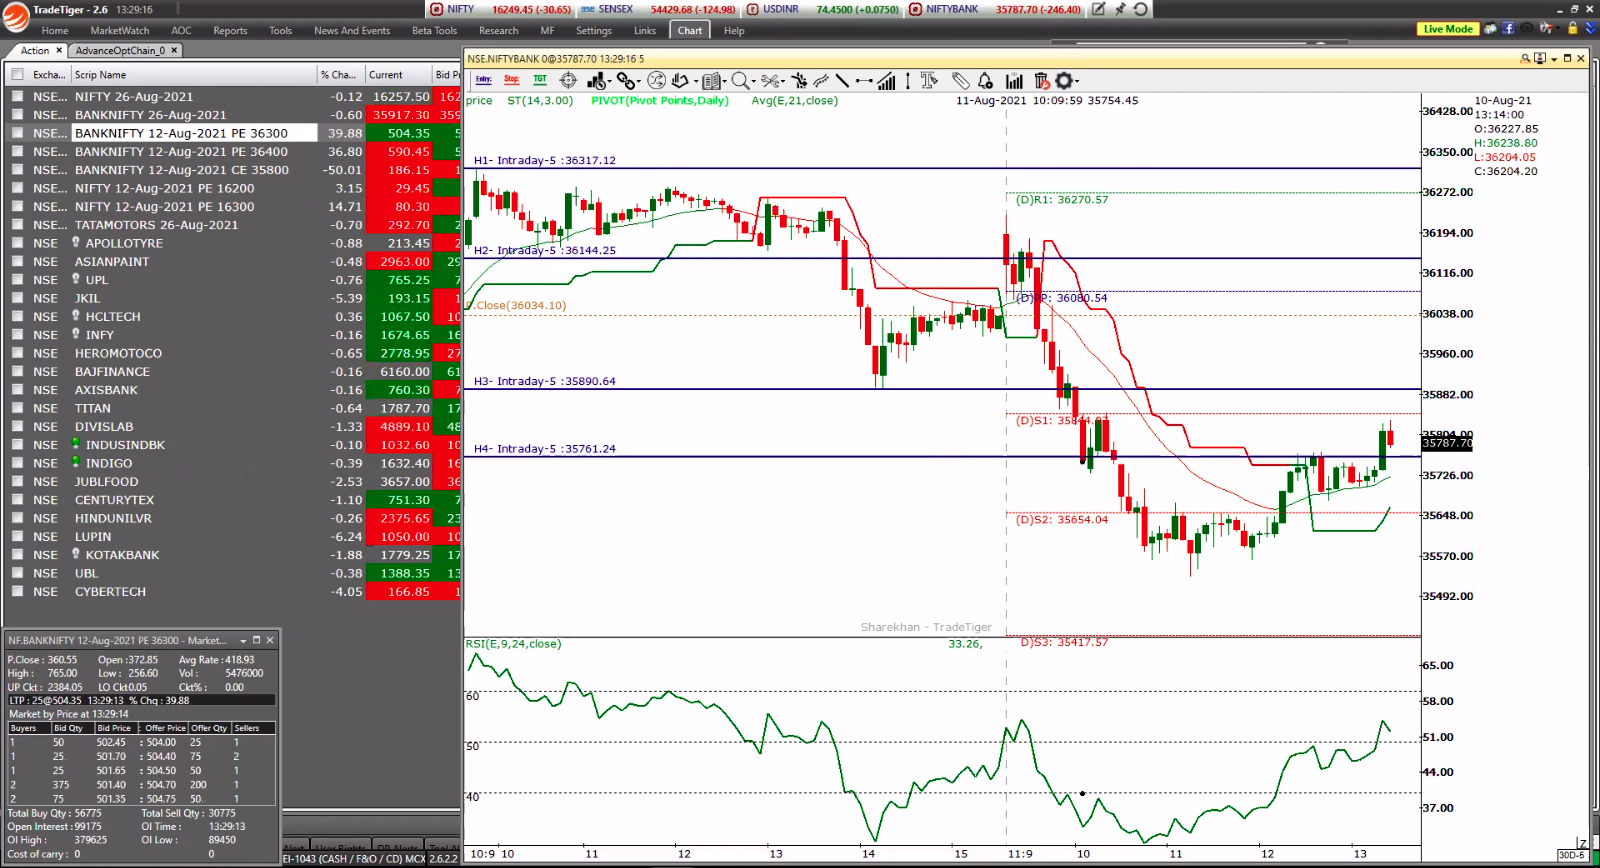 TradeTiger - 2.6 13:29:16
NIFTY 16249.45 (-30.65) SENSEX 54429.68 (-124.98) USDINR 74.4500 (+0.0750) NIFTYBANK 35787.70 (-246.40)
Home MarketWatch AOC Reports Tools News And Events Beta Tools Research MF Settings Links Chart Help
Live Mode
Action AdvanceOptChain_0
Excha... Scrip Name % Cha... Current Bid Pr
NSE... NIFTY 26-Aug-2021 -0.12 16257.50 162
NSE... BANKNIFTY 26-Aug-2021 -0.60 35917.30 359
NSE... BANKNIFTY 12-Aug-2021 PE 36300 39.88 504.35 5
NSE... BANKNIFTY 12-Aug-2021 PE 36400 36.80 590.45 5
NSE... BANKNIFTY 12-Aug-2021 CE 35800 -50.01 186.15 1
NSE... NIFTY 12-Aug-2021 PE 16200 3.15 29.45
NSE... NIFTY 12-Aug-2021 PE 16300 14.71 80.30
NSE... TATAMOTORS 26-Aug-2021 -0.70 292.70 2
NSE APOLLOTYRE -0.88 213.45 2
NSE ASIANPAINT -0.48 2963.00 29
NSE UPL -0.76 765.25 7
NSE JKIL -5.39 193.15 1
NSE HCLTECH 0.36 1067.50 10
NSE INFY -0.16 1674.65 16
NSE HEROMOTOCO -0.65 2778.95 27
NSE BAJFINANCE -0.16 6160.00 61
NSE AXISBANK -0.16 760.30 7
NSE TITAN -0.64 1787.70 17
NSE DIVISLAB -1.33 4889.10 48
NSE INDUSINDBK -0.10 1032.60 10
NSE INDIGO -0.39 1632.40 16
NSE JUBLFOOD -2.53 3657.00 36
NSE CENTURYTEX -1.10 751.30 7
NSE HINDUNILVR -0.26 2375.65 23
NSE LUPIN -6.24 1050.00 10
NSE KOTAKBANK -1.88 1779.25 17
NSE UBL -0.38 1388.35 13
NSE CYBERTECH -4.05 166.85 1
NF.BANKNIFTY 12-Aug-2021 PE 36300 - Market...
P.Close : 360.55 Open :372.85 Avg Rate :418.93
High : 765.00 Low : 256.60 Vol : 5476000
UP Ckt : 2384.05 LO Ckt0.05 Ckt% : 0.00
LTP : 25@504.35 13:29:13 % Chg : 39.88
Market by Price at 13:29:14
Buyers Bid Qty Bid Price : Offer Price Offer Qty Sellers
1 50 502.45 : 504.00 25 1
1 25 501.70 : 504.40 75 2
1 25 501.65 : 504.50 50 1
2 375 501.40 : 504.70 200 1
2 75 501.35 : 504.75 50 1
Total Buy Qty : 56775 Total Sell Qty : 30775
Open Interest :99175 OI Time : 13:29:13
OI High : 379625 OI Low : 89450
Cost of carry : 0 0
EI-1043 (CASH / F&O / CD) MCX 2.6.2.2
NSE.NIFTYBANK 0@35787.70 13:29:16 5
Entry Stop TGT
price ST(14,3.00) PIVOT(Pivot Points,Daily) Avg(E,21,close) 11-Aug-2021 10:09:59 35754.45
10-Aug-21
13:14:00
O:36227.85
H:36238.80
L:36204.05
C:36204.20
H1- Intraday-5 :36317.12
(D)R1: 36270.57
H2- Intraday-5 :36144.25
(D)PP: 36080.54
P.Close(36034.10)
H3- Intraday-5 :35890.64
(D)S1: 35844.07
H4- Intraday-5 :35761.24
(D)S2: 35654.04
Sharekhan - TradeTiger
36428.00
36350.00
36272.00
36194.00
36116.00
36038.00
35960.00
35882.00
35804.00
35787.70
35726.00
35648.00
35570.00
35492.00
RSI(E,9,24,close) 33.26, D)S3: 35417.57
60
50
40
65.00
58.00
51.00
44.00
37.00
10:9 10 11 12 13 14 15 11:9 10 11 12 13
Z
30D-6